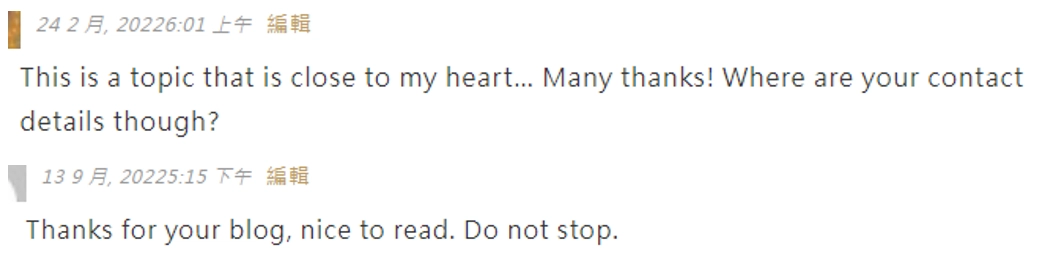 24 2 月, 20226:01 上午 編輯
This is a topic that is close to my heart... Many thanks! Where are your contact
details though?
13 9 月, 20225:15 下午 編輯
Thanks for your blog, nice to read. Do not stop.